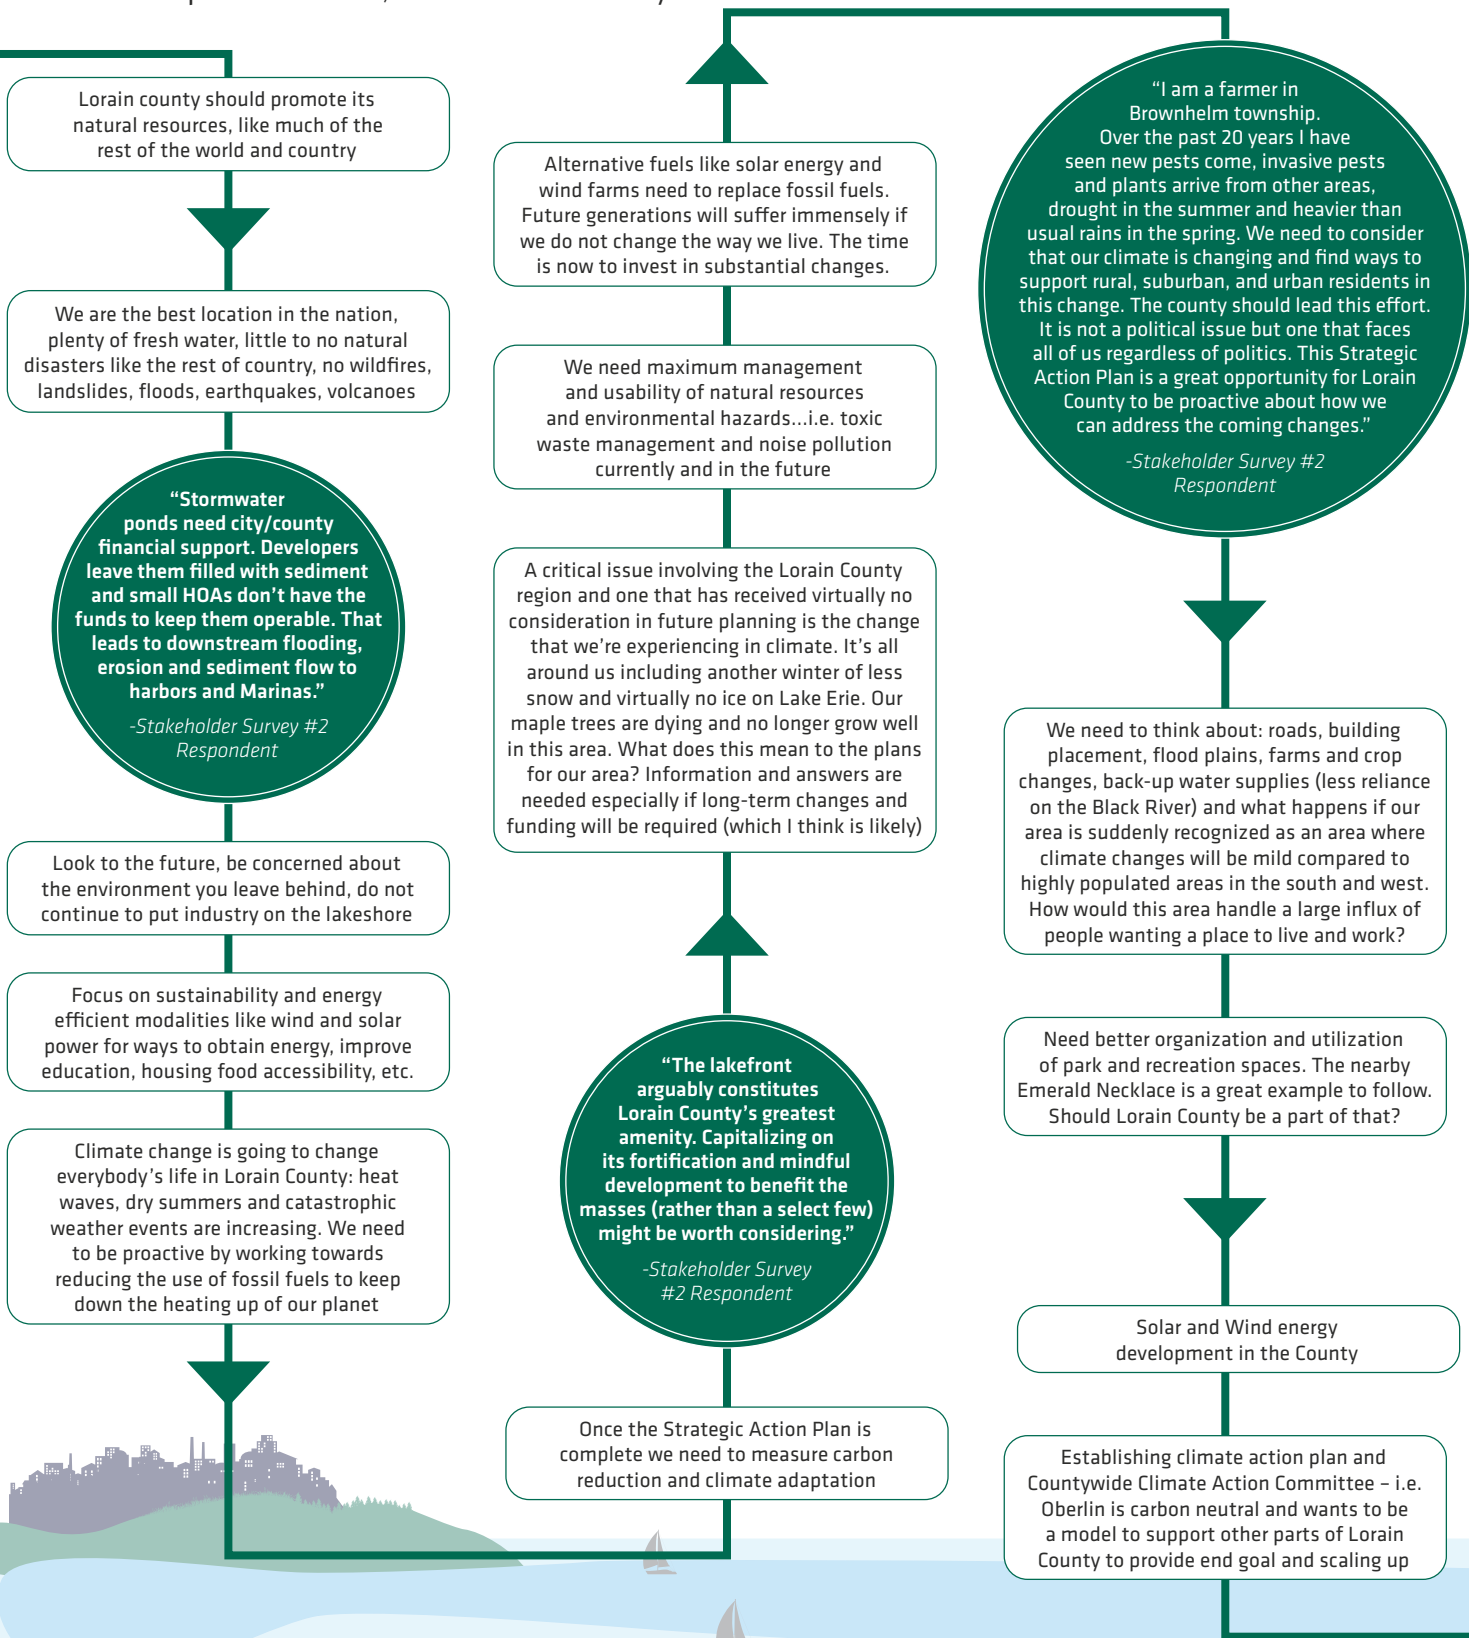 Lorain county should promote its
natural resources, like much of the
rest of the world and country
We are the best location in the nation,
plenty of fresh water, little to no natural
disasters like the rest of country, no wildfires,
landslides, floods, earthquakes, volcanoes
“Stormwater
ponds need city/county
financial support. Developers
leave them filled with sediment
and small HOAs don’t have the
funds to keep them operable. That
leads to downstream flooding,
erosion and sediment flow to
harbors and Marinas.”
-Stakeholder Survey #2
Respondent
Look to the future, be concerned about
the environment you leave behind, do not
continue to put industry on the lakeshore
Focus on sustainability and energy
efficient modalities like wind and solar
power for ways to obtain energy, improve
education, housing food accessibility, etc.
Climate change is going to change
everybody’s life in Lorain County: heat
waves, dry summers and catastrophic
weather events are increasing. We need
to be proactive by working towards
reducing the use of fossil fuels to keep
down the heating up of our planet
Once the Strategic Action Plan is
complete we need to measure carbon
reduction and climate adaptation
“The lakefront
arguably constitutes
Lorain County’s greatest
amenity. Capitalizing on
its fortification and mindful
development to benefit the
masses (rather than a select few)
might be worth considering.”
-Stakeholder Survey
#2 Respondent
A critical issue involving the Lorain County
region and one that has received virtually no
consideration in future planning is the change
that we’re experiencing in climate. It’s all
around us including another winter of less
snow and virtually no ice on Lake Erie. Our
maple trees are dying and no longer grow well
in this area. What does this mean to the plans
for our area? Information and answers are
needed especially if long-term changes and
funding will be required (which I think is likely)
We need maximum management
and usability of natural resources
and environmental hazards...i.e. toxic
waste management and noise pollution
currently and in the future
Alternative fuels like solar energy and
wind farms need to replace fossil fuels.
Future generations will suffer immensely if
we do not change the way we live. The time
is now to invest in substantial changes.
“I am a farmer in
Brownhelm township.
Over the past 20 years I have
seen new pests come, invasive pests
and plants arrive from other areas,
drought in the summer and heavier than
usual rains in the spring. We need to consider
that our climate is changing and find ways to
support rural, suburban, and urban residents in
this change. The county should lead this effort.
It is not a political issue but one that faces
all of us regardless of politics. This Strategic
Action Plan is a great opportunity for Lorain
County to be proactive about how we
can address the coming changes.”
-Stakeholder Survey #2
Respondent
We need to think about: roads, building
placement, flood plains, farms and crop
changes, back-up water supplies (less reliance
on the Black River) and what happens if our
area is suddenly recognized as an area where
climate changes will be mild compared to
highly populated areas in the south and west.
How would this area handle a large influx of
people wanting a place to live and work?
Need better organization and utilization
of park and recreation spaces. The nearby
Emerald Necklace is a great example to follow.
Should Lorain County be a part of that?
Solar and Wind energy
development in the County
Establishing climate action plan and
Countywide Climate Action Committee – i.e.
Oberlin is carbon neutral and wants to be
a model to support other parts of Lorain
County to provide end goal and scaling up